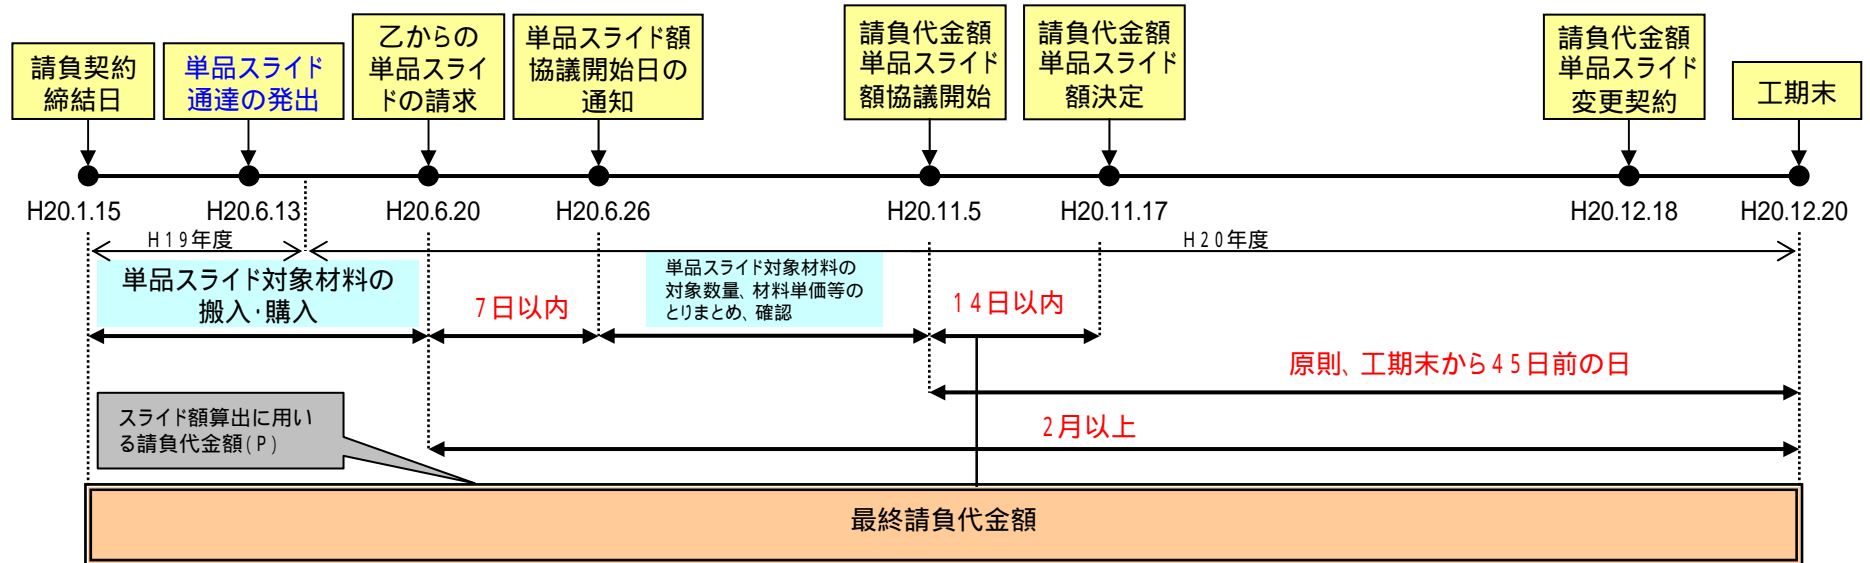 請負契約
締結日
単品スライド
通達の発出
乙からの
単品スライ
ドの請求
単品スライド額
協議開始日の
通知
請負代金額
単品スライド
額協議開始
請負代金額
単品スライド
額決定
請負代金額
単品スライド
変更契約
工期末
H20.1.15
H20.6.13
H20.6.20
H20.6.26
H20.11.5
H20.11.17
H20.12.18
H20.12.20
H19年度
H20年度
単品スライド対象材料の
搬入・購入
7日以内
単品スライド対象材料の
対象数量、材料単価等の
とりまとめ、確認
14日以内
原則、工期末から45日前の日
スライド額算出に用い
る請負代金額(P)
2月以上
最終請負代金額